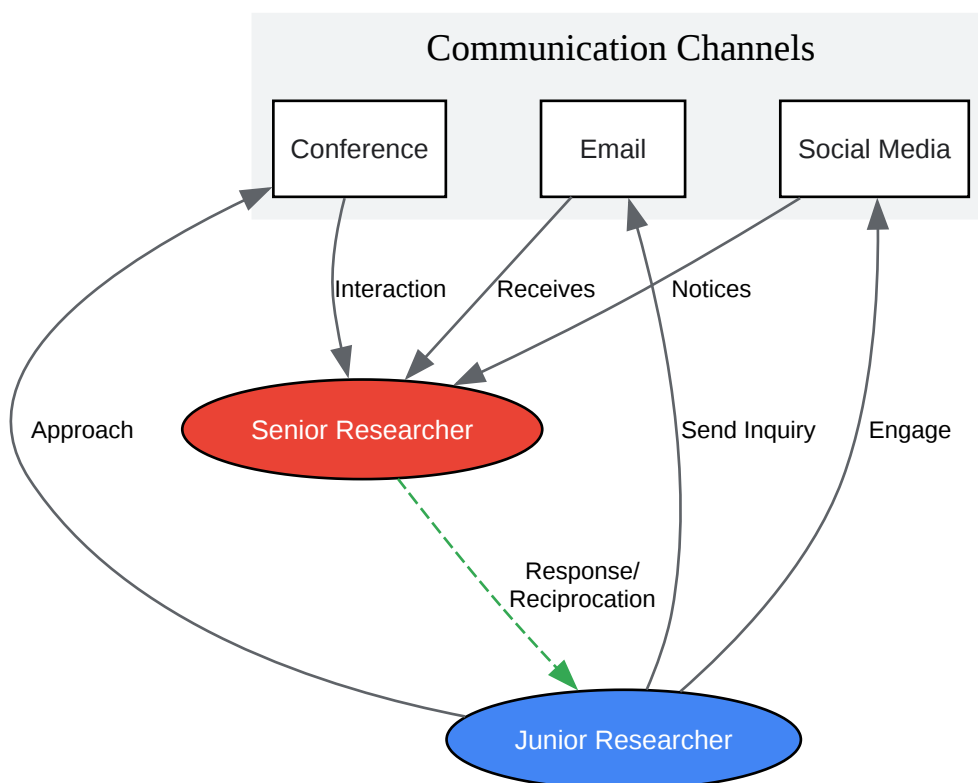 Communication Channels
Conference
Email
Social Media
Interaction
Receives
Notices
Approach
Senior Researcher
Send Inquiry
Engage
Response/
Reciprocation
Junior Researcher